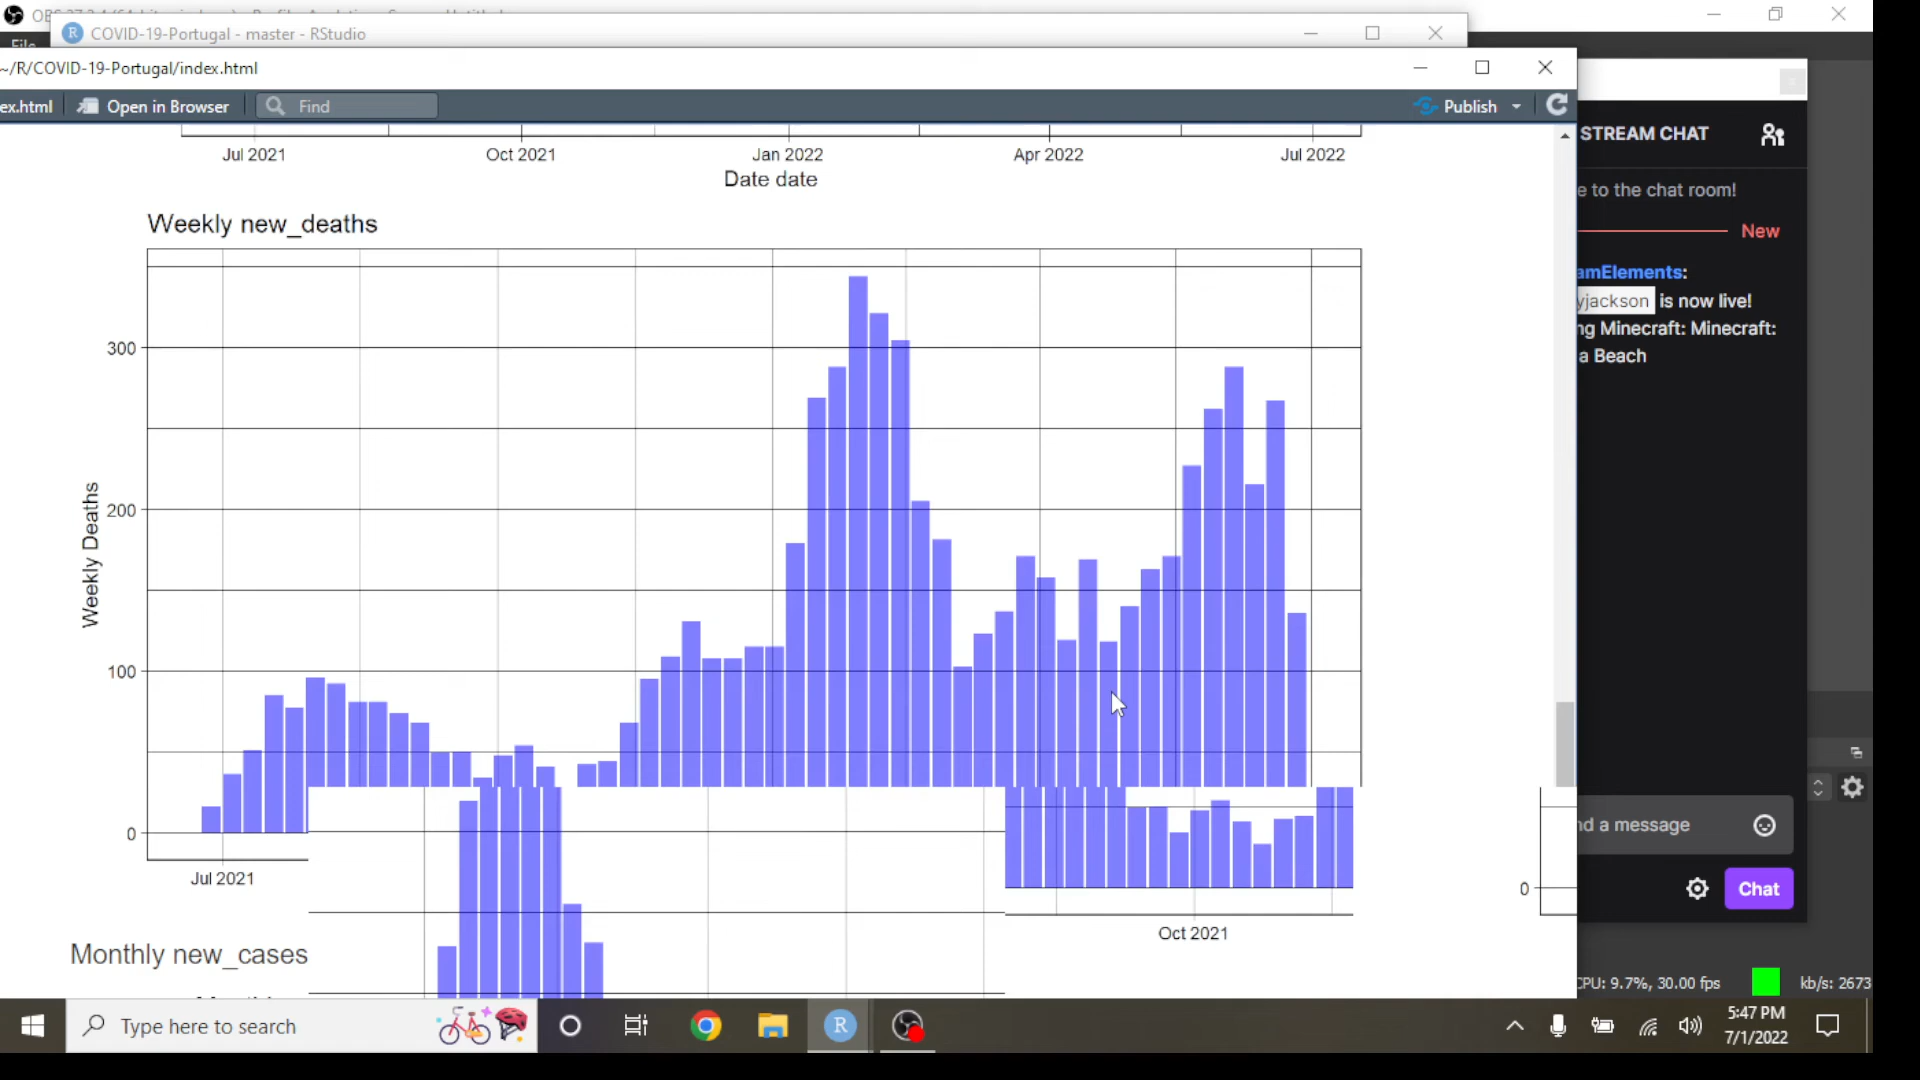 COVID-19-Portugal - master - RStudio
~/R/COVID-19-Portugal/index.html
ex.html
Open in Browser
Find
Publish
Jul 2021
Oct 2021
Jan 2022
Apr 2022
Jul 2022
Date date
Weekly new_deaths
300
200
100
0
Weekly Deaths
Jul 2021
0
Oct 2021
Monthly new_cases
STREAM CHAT
e to the chat room!
New
amElements:
yjackson is now live!
ng Minecraft: Minecraft:
a Beach
nd a message
Chat
CPU: 9.7%, 30.00 fps
kb/s: 2673
Type here to search
R
5:47 PM
7/1/2022